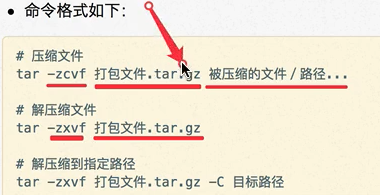 • 命令格式如下：
# 压缩文件
tar -zcvf 打包文件.tar.gz 被压缩的文件/路径...
# 解压缩文件
tar -zxvf 打包文件.tar.gz
# 解压缩到指定路径
tar -zxvf 打包文件.tar.gz -C 目标路径